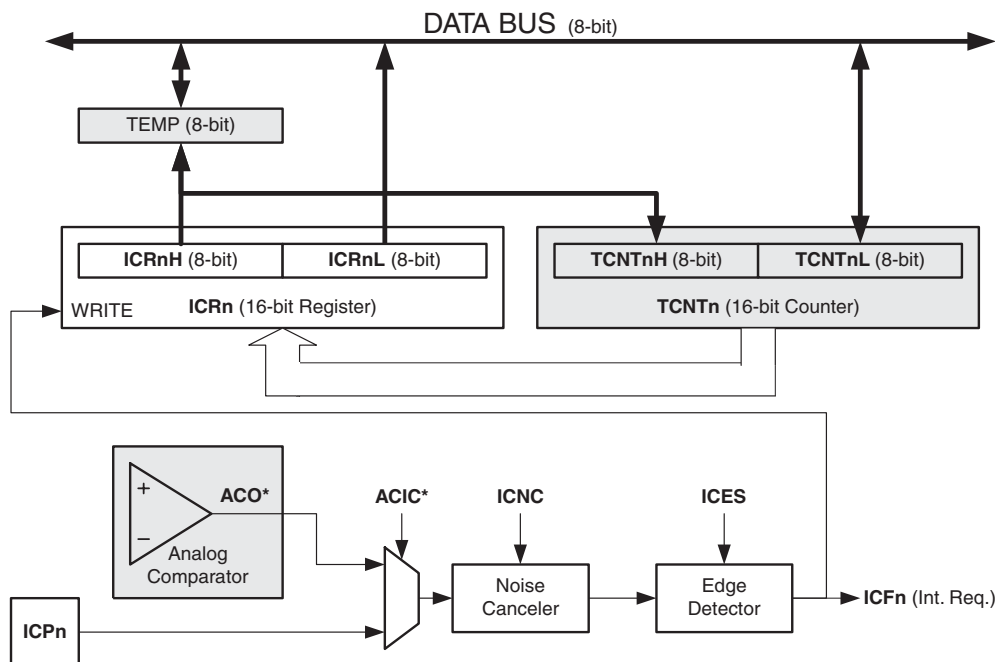 DATA BUS (8-bit)
TEMP (8-bit)
ICRnH (8-bit)
ICRnL (8-bit)
TCNTnH (8-bit)
TCNTnL (8-bit)
WRITE
ICRn (16-bit Register)
TCNTn (16-bit Counter)
+
−
ACO*
Analog
Comparator
ACIC*
ICNC
ICES
Noise
Canceler
Edge
Detector
ICFn (Int. Req.)
ICPn